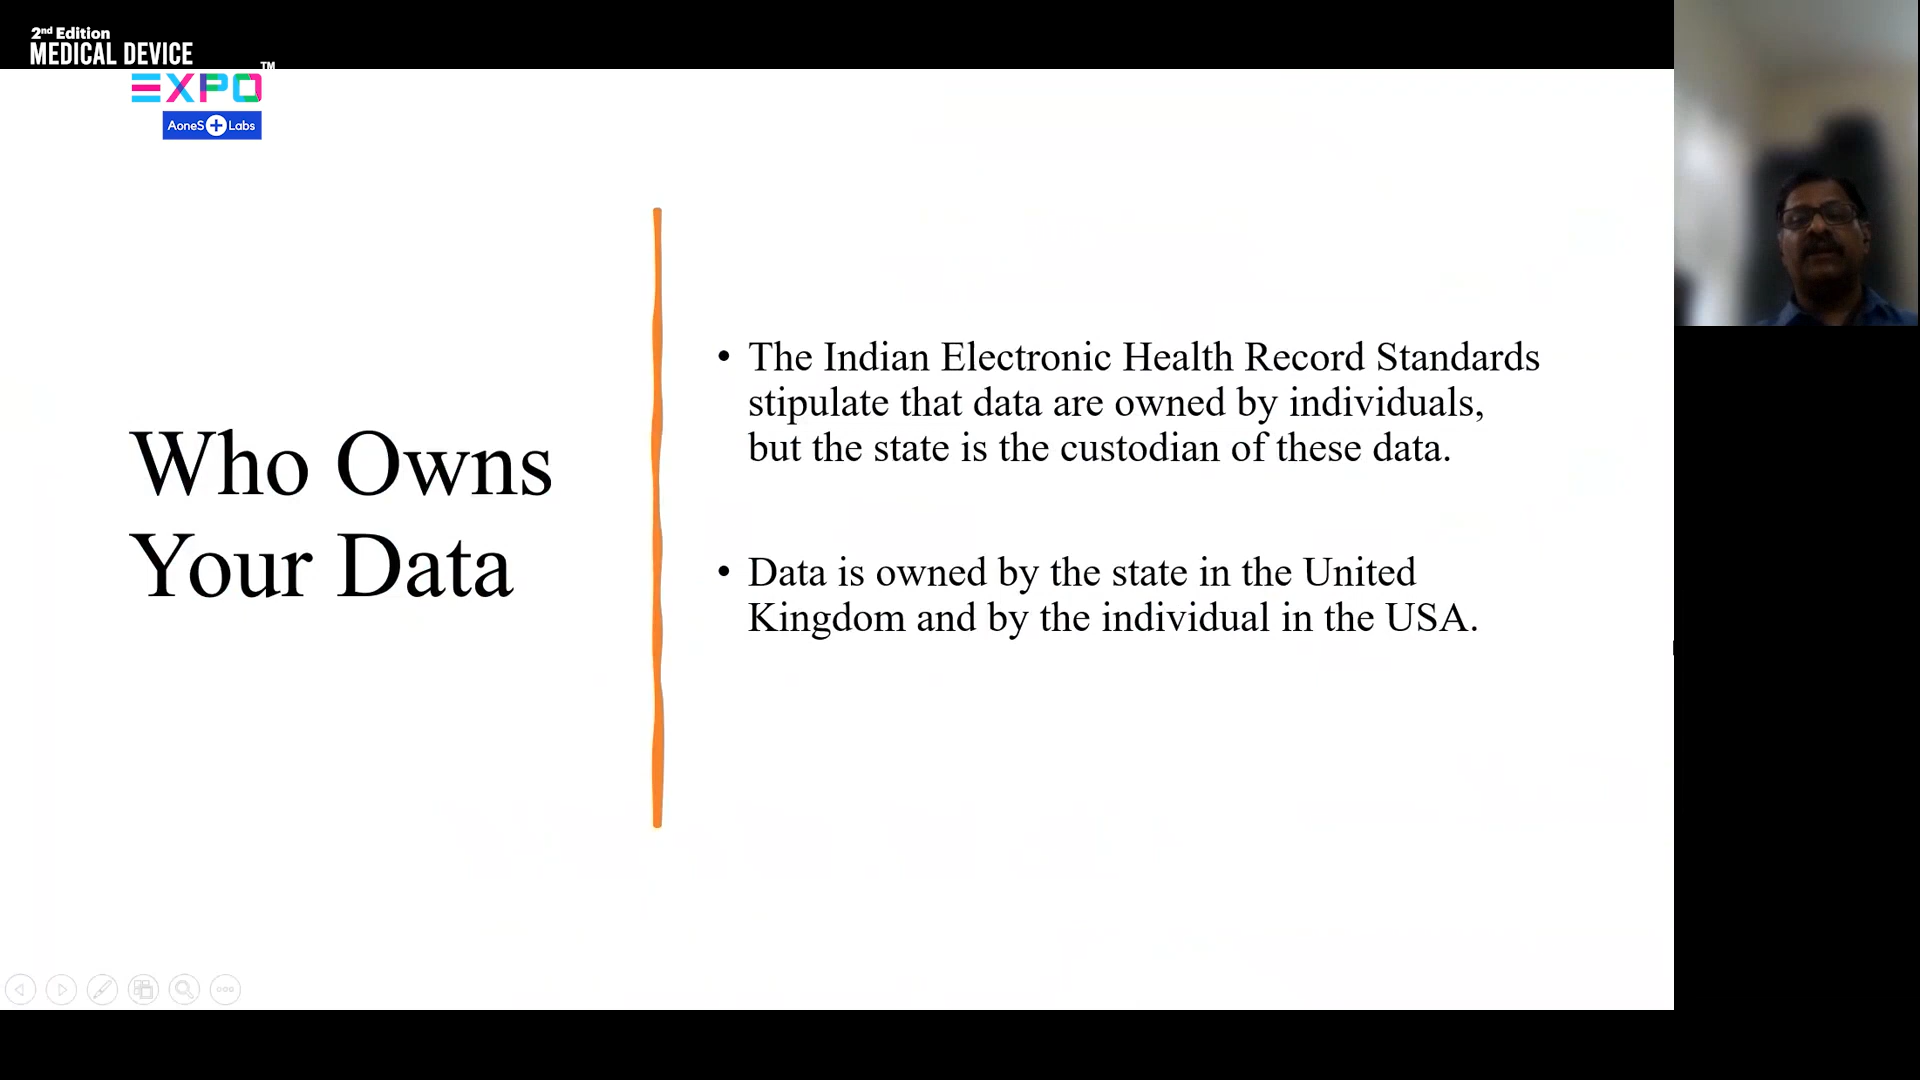 2nd Edition
MEDICAL DEVICE
EXPO™
AoneS Labs
Who Owns
Your Data
• The Indian Electronic Health Record Standards
stipulate that data are owned by individuals,
but the state is the custodian of these data.
• Data is owned by the state in the United
Kingdom and by the individual in the USA.